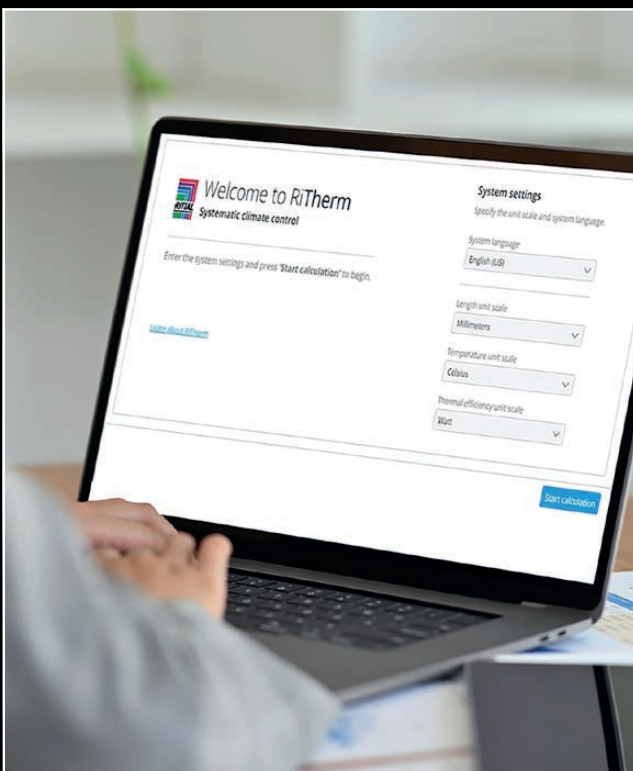 RITTAL
Welcome to RiTherm
Systematic climate control
Enter the system settings and press "Start calculation" to begin.
Learn about RiTherm
System settings
Specify the unit scale and system language.
System language
English (US)
Length unit scale
Millimeters
Temperature unit scale
Celsius
Thermal efficiency unit scale
Watt
Start calculation